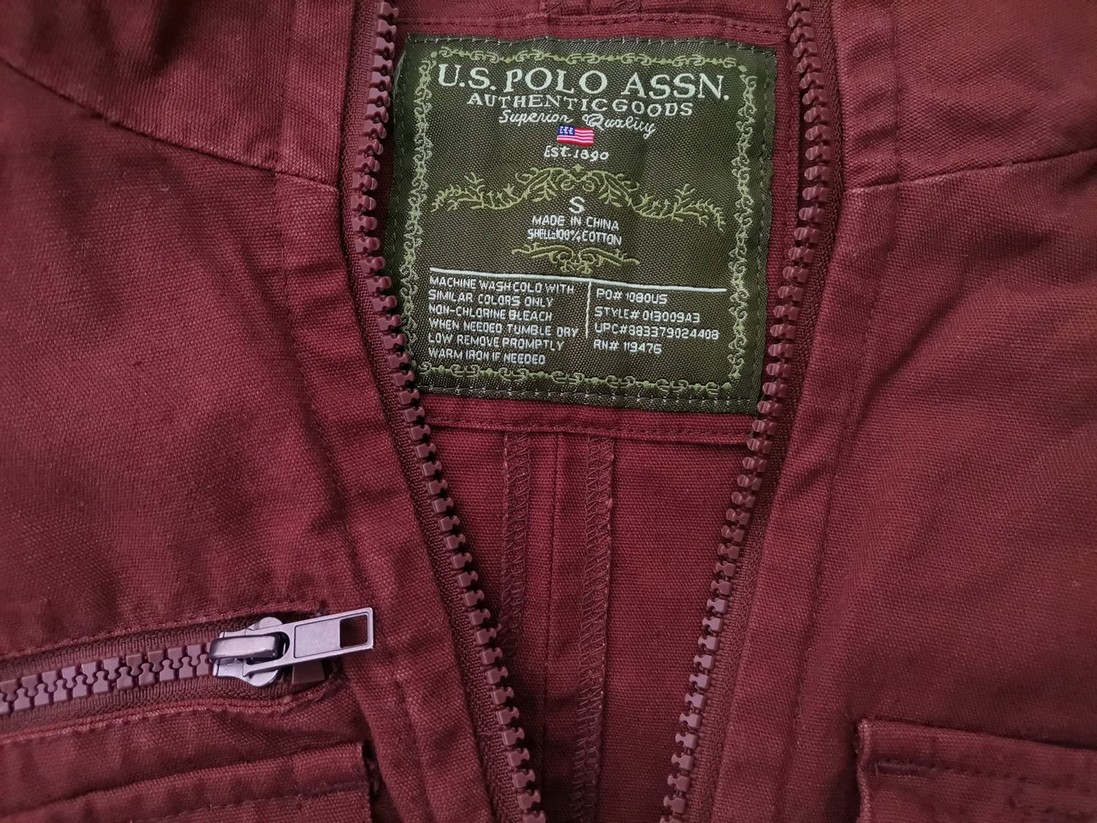 U.S. POLO ASSN.
AUTHENTIC GOODS
Superior Quality
Est. 1890
S
MADE IN CHINA
SHELL:100% COTTON
MACHINE WASH COLD WITH
SIMILAR COLORS ONLY
NON-CHLORINE BLEACH
WHEN NEEDED TUMBLE DRY
LOW REMOVE PROMPTLY
WARM IRON IF NEEDED
PO# 1080US
STYLE# 013009A3
UPC#883379024408
RN# 119476